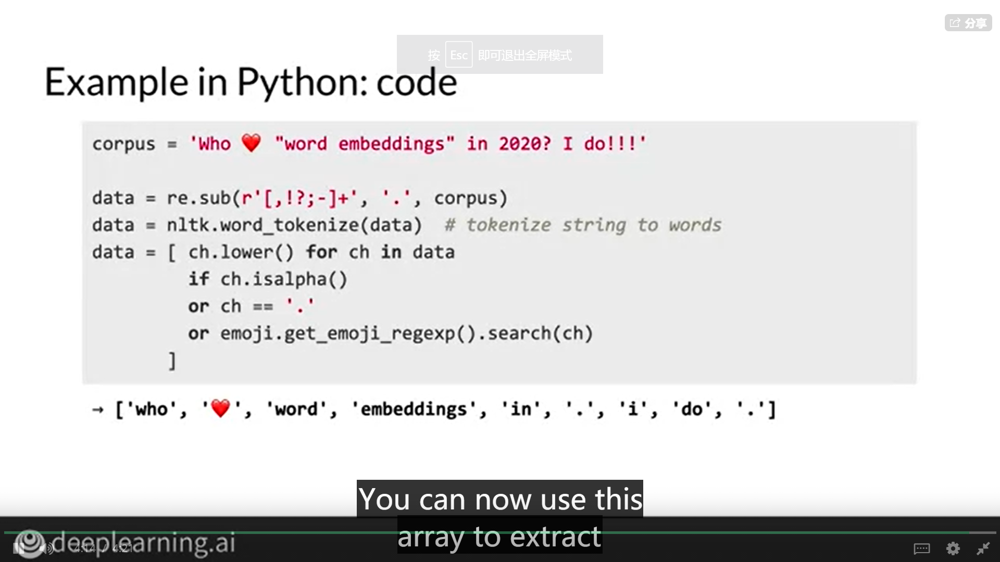 分享
按 Esc 即可退出全屏模式
Example in Python: code
corpus = 'Who ❤️ "word embeddings" in 2020? I do!!!'
data = re.sub(r'[,!?;-]+', '.', corpus)
data = nltk.word_tokenize(data)  # tokenize string to words
data = [ ch.lower() for ch in data
if ch.isalpha()
or ch == '.'
or emoji.get_emoji_regexp().search(ch)
]
→ ['who', '❤️', 'word', 'embeddings', 'in', '.', 'i', 'do', '.']
You can now use this
array to extract
deeplearning.ai
4:14 / 4:21